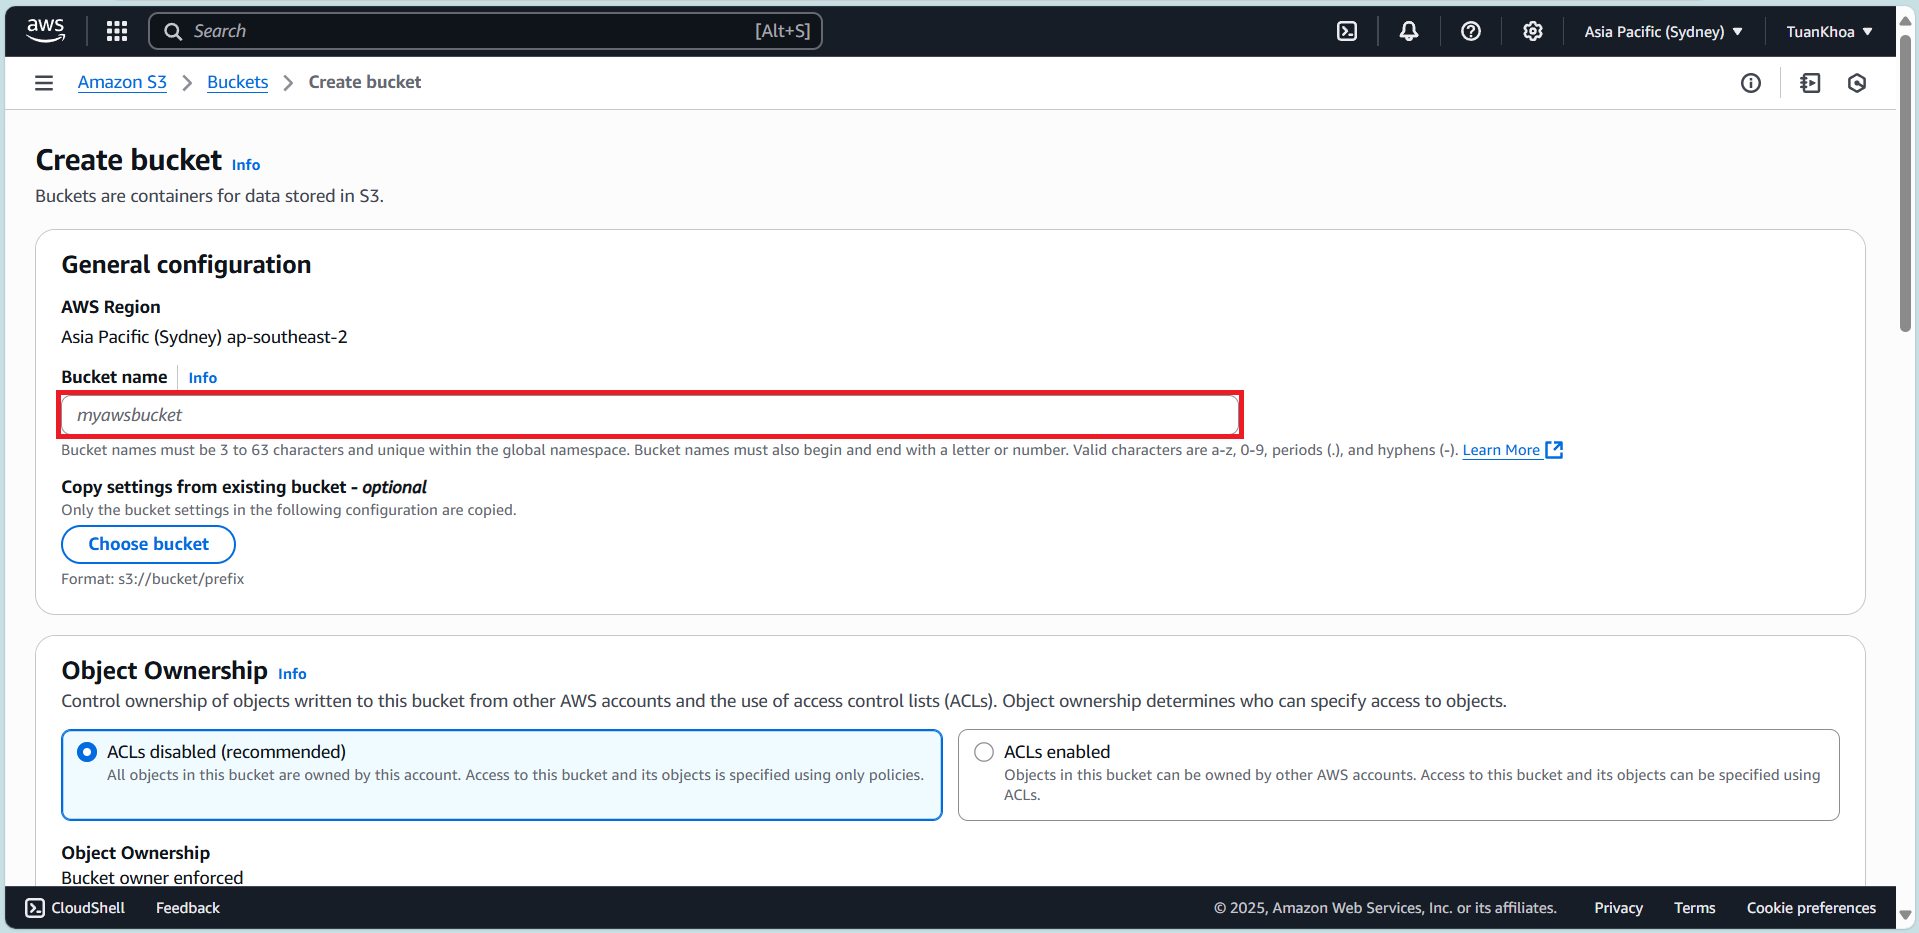 aws
Search [Alt+S]
Asia Pacific (Sydney) TuanKhoa
Amazon S3 Buckets Create bucket
Create bucket Info
Buckets are containers for data stored in S3.
General configuration
AWS Region
Asia Pacific (Sydney) ap-southeast-2
Bucket name Info
myawsbucket
Bucket names must be 3 to 63 characters and unique within the global namespace. Bucket names must also begin and end with a letter or number. Valid characters are a-z, 0-9, periods (.), and hyphens (-). Learn More
Copy settings from existing bucket - optional
Only the bucket settings in the following configuration are copied.
Choose bucket
Format: s3://bucket/prefix
Object Ownership Info
Control ownership of objects written to this bucket from other AWS accounts and the use of access control lists (ACLs). Object ownership determines who can specify access to objects.
ACLs disabled (recommended)
All objects in this bucket are owned by this account. Access to this bucket and its objects is specified using only policies.
ACLs enabled
Objects in this bucket can be owned by other AWS accounts. Access to this bucket and its objects can be specified using
ACLs.
Object Ownership
Bucket owner enforced
CloudShell Feedback © 2025, Amazon Web Services, Inc. or its affiliates. Privacy Terms Cookie preferences